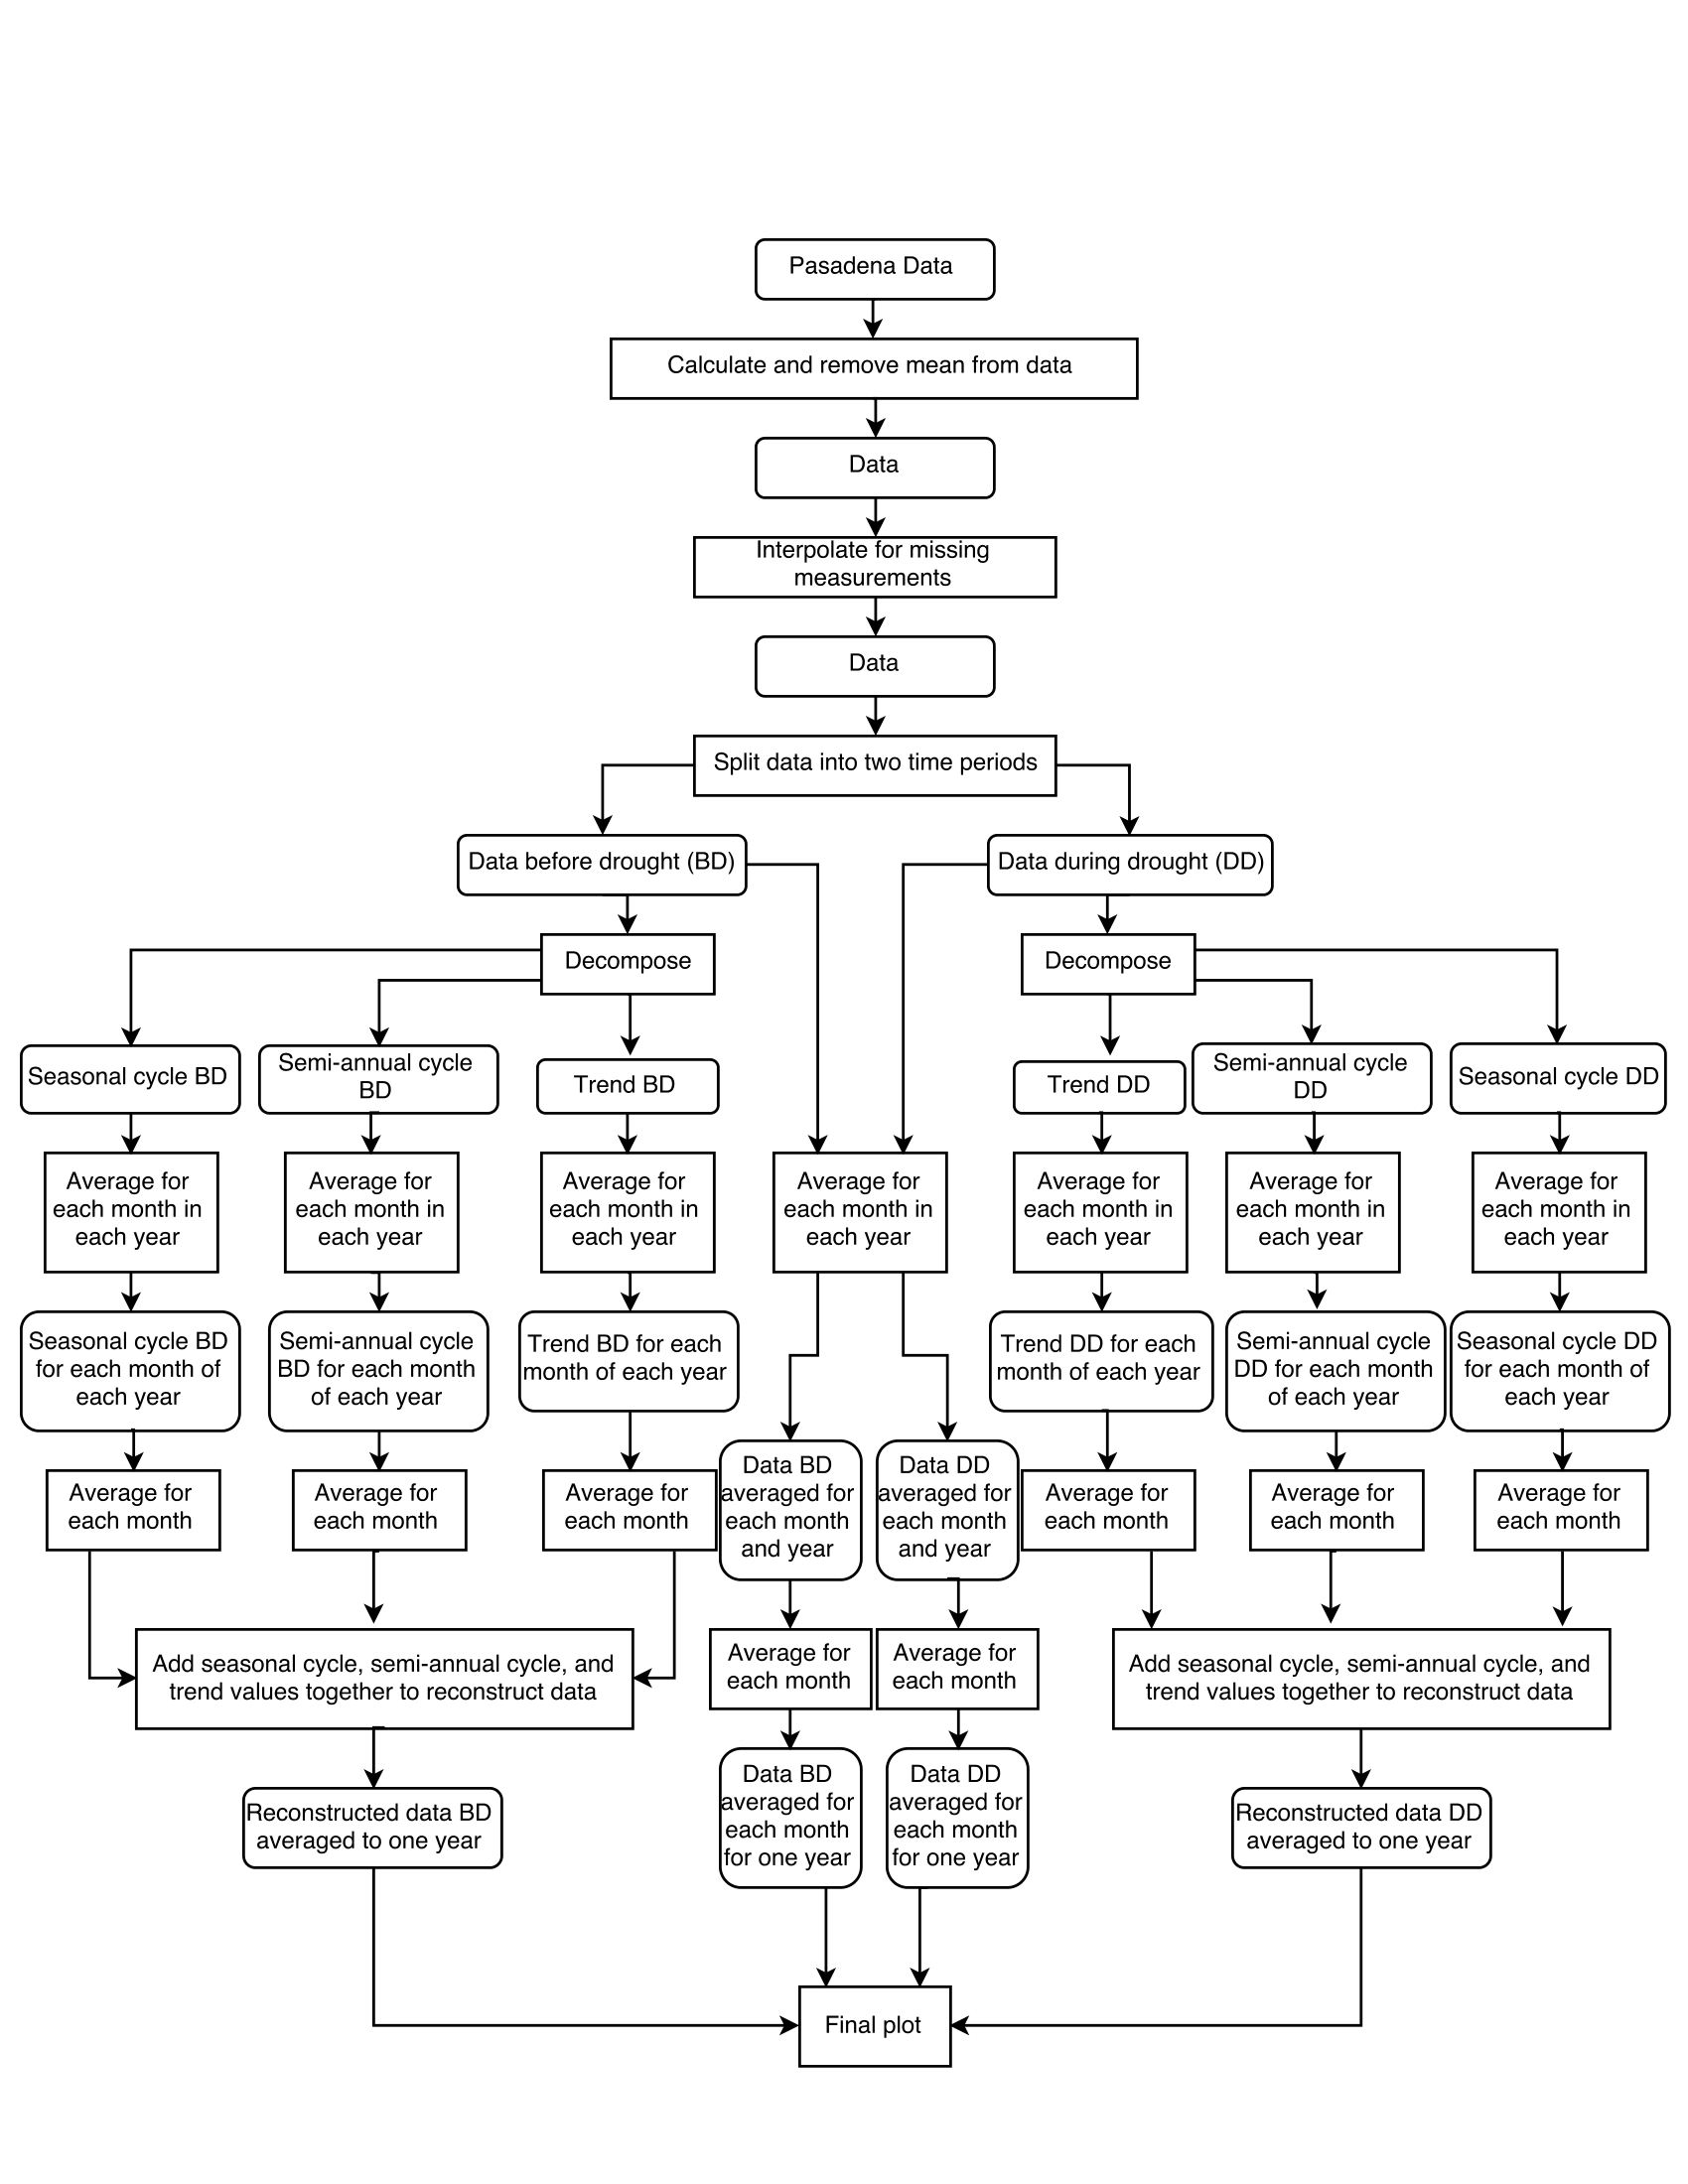 Pasadena Data
Calculate and remove mean from data
Data
Interpolate for missing
measurements
Data
Split data into two time periods
Data before drought (BD)
Data during drought (DD)
Decompose
Decompose
Seasonal cycle BD
Semi-annual cycle
BD
Trend BD
Trend DD
Semi-annual cycle
DD
Seasonal cycle DD
Average for
each month in
each year
Average for
each month in
each year
Average for
each month in
each year
Average for
each month in
each year
Average for
each month in
each year
Average for
each month in
each year
Average for
each month in
each year
Seasonal cycle BD
for each month of
each year
Semi-annual cycle
BD for each month
of each year
Trend BD for each
month of each year
Trend DD for each
month of each year
Semi-annual cycle
DD for each month
of each year
Seasonal cycle DD
for each month of
each year
Average for
each month
Average for
each month
Average for
each month
Data BD
averaged for
each month
and year
Data DD
averaged for
each month
and year
Average for
each month
Average for
each month
Average for
each month
Add seasonal cycle, semi-annual cycle, and
trend values together to reconstruct data
Average for
each month
Average for
each month
Add seasonal cycle, semi-annual cycle, and
trend values together to reconstruct data
Reconstructed data BD
averaged to one year
Data BD
averaged for
each month
for one year
Data DD
averaged for
each month
for one year
Reconstructed data DD
averaged to one year
Final plot